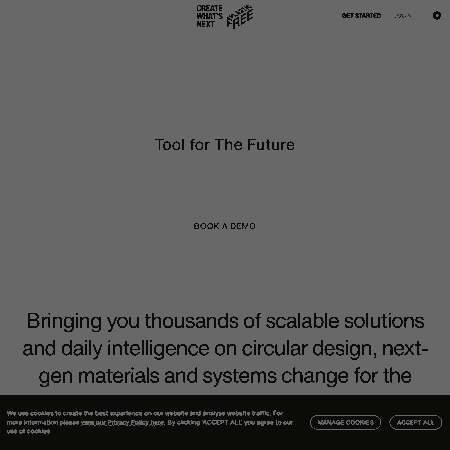 CREATE
WHAT'S
NEXT
PLASTIC
FREE
GET STARTED
LOGIN
Tool for The Future
BOOK A DEMO
Bringing you thousands of scalable solutions
and daily intelligence on circular design, next-
gen materials and systems change for the
We use cookies to create the best experience on our website and analyse website traffic. For
more information please view our Privacy Policy here. By clicking 'ACCEPT ALL', you agree to our
use of cookies
MANAGE COOKIES
ACCEPT ALL